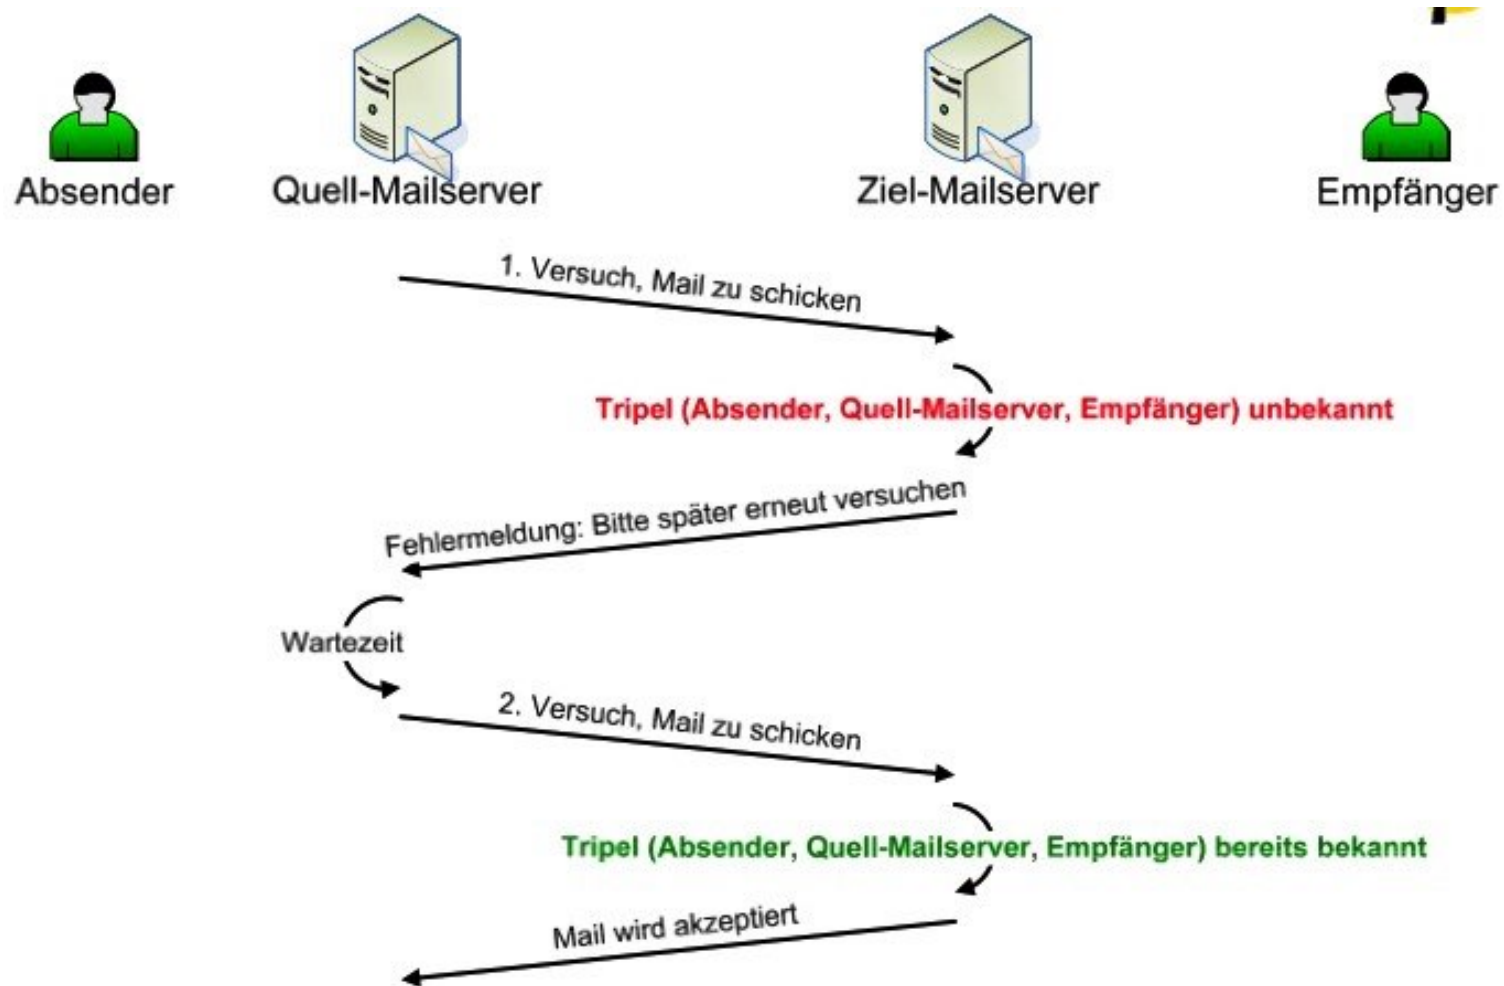 Absender
Quell-Mailserver
Ziel-Mailserver
Empfänger
1. Versuch, Mail zu schicken
Tripel (Absender, Quell-Mailserver, Empfänger) unbekannt
Fehlermeldung: Bitte später erneut versuchen
Wartezeit
2. Versuch, Mail zu schicken
Tripel (Absender, Quell-Mailserver, Empfänger) bereits bekannt
Mail wird akzeptiert